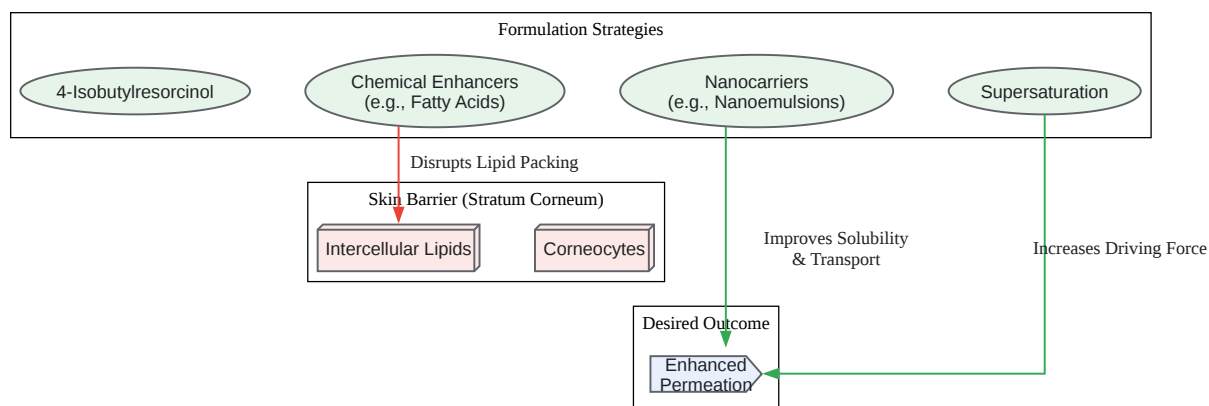 Formulation Strategies
4-Isobutylresorcinol
Chemical Enhancers
(e.g., Fatty Acids)
Nanocarriers
(e.g., Nanoemulsions)
Supersaturation
Disrupts Lipid Packing
Skin Barrier (Stratum Corneum)
Intercellular Lipids
Corneocytes
Improves Solubility
& Transport
Increases Driving Force
Desired Outcome
Enhanced
Permeation